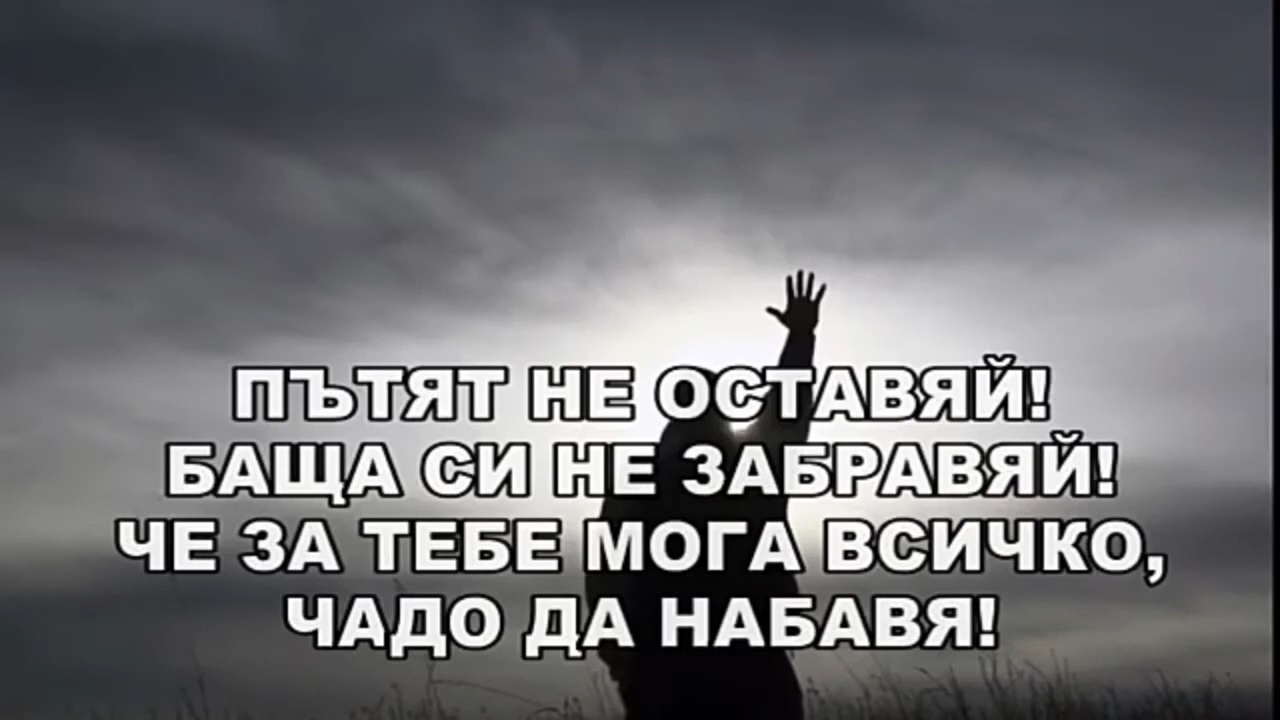 ПЪТЯТ НЕ ОСТАВЯЙ!
БАЩА СИ НЕ ЗАБРАВЯЙ!
ЧЕ ЗА ТЕБЕ МОГА ВСИЧКО,
ЧАДО ДА НАБАВЯ!